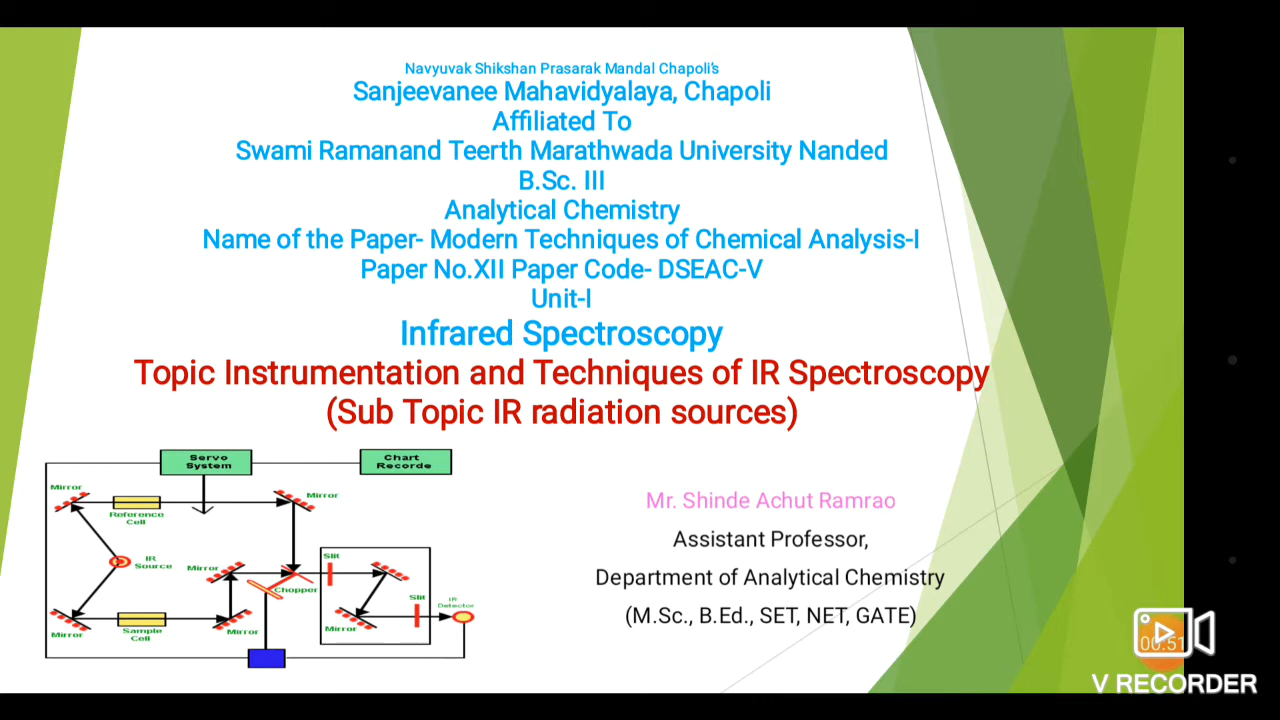 Navyuvak Shikshan Prasarak Mandal Chapoli's
Sanjeevanee Mahavidyalaya, Chapoli
Affiliated To
Swami Ramanand Teerth Marathwada University Nanded
B.Sc. III
Analytical Chemistry
Name of the Paper- Modern Techniques of Chemical Analysis-I
Paper No.XII Paper Code- DSEAC-V
Unit-I
Infrared Spectroscopy
Topic Instrumentation and Techniques of IR Spectroscopy
(Sub Topic IR radiation sources)
Servo
System
Chart
Recorde
Mirror
Reference
Cell
Mirror
IR
Source
Mirror
Chopper
Slit
Mirror
Sample
Cell
Mirror
Mirror
Slit
IR
Detector
Mr. Shinde Achut Ramrao
Assistant Professor,
Department of Analytical Chemistry
(M.Sc., B.Ed., SET, NET, GATE)
00:51
V RECORDER